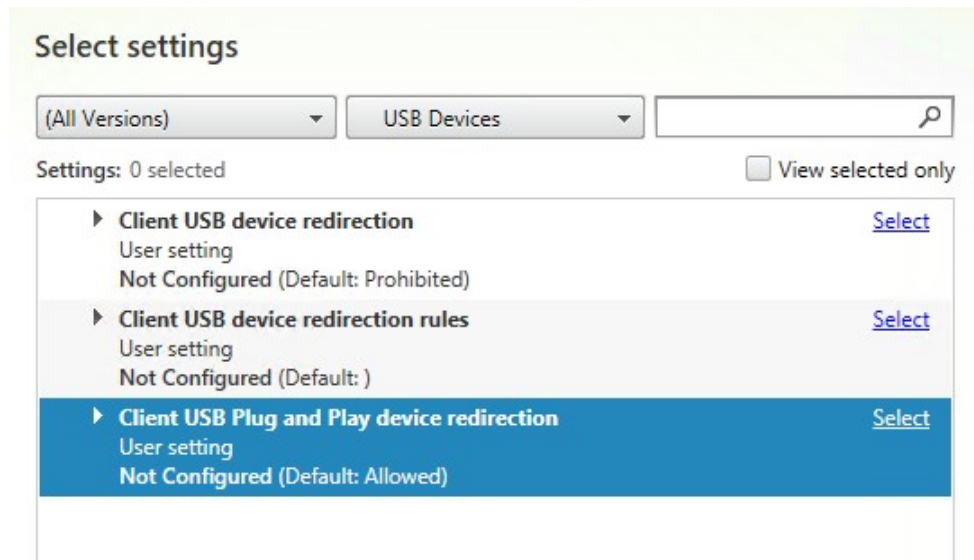 Select settings
(All Versions) USB Devices
Settings: 0 selected View selected only
Client USB device redirection Select
User setting
Not Configured (Default: Prohibited)
Client USB device redirection rules Select
User setting
Not Configured (Default: )
Client USB Plug and Play device redirection Select
User setting
Not Configured (Default: Allowed)